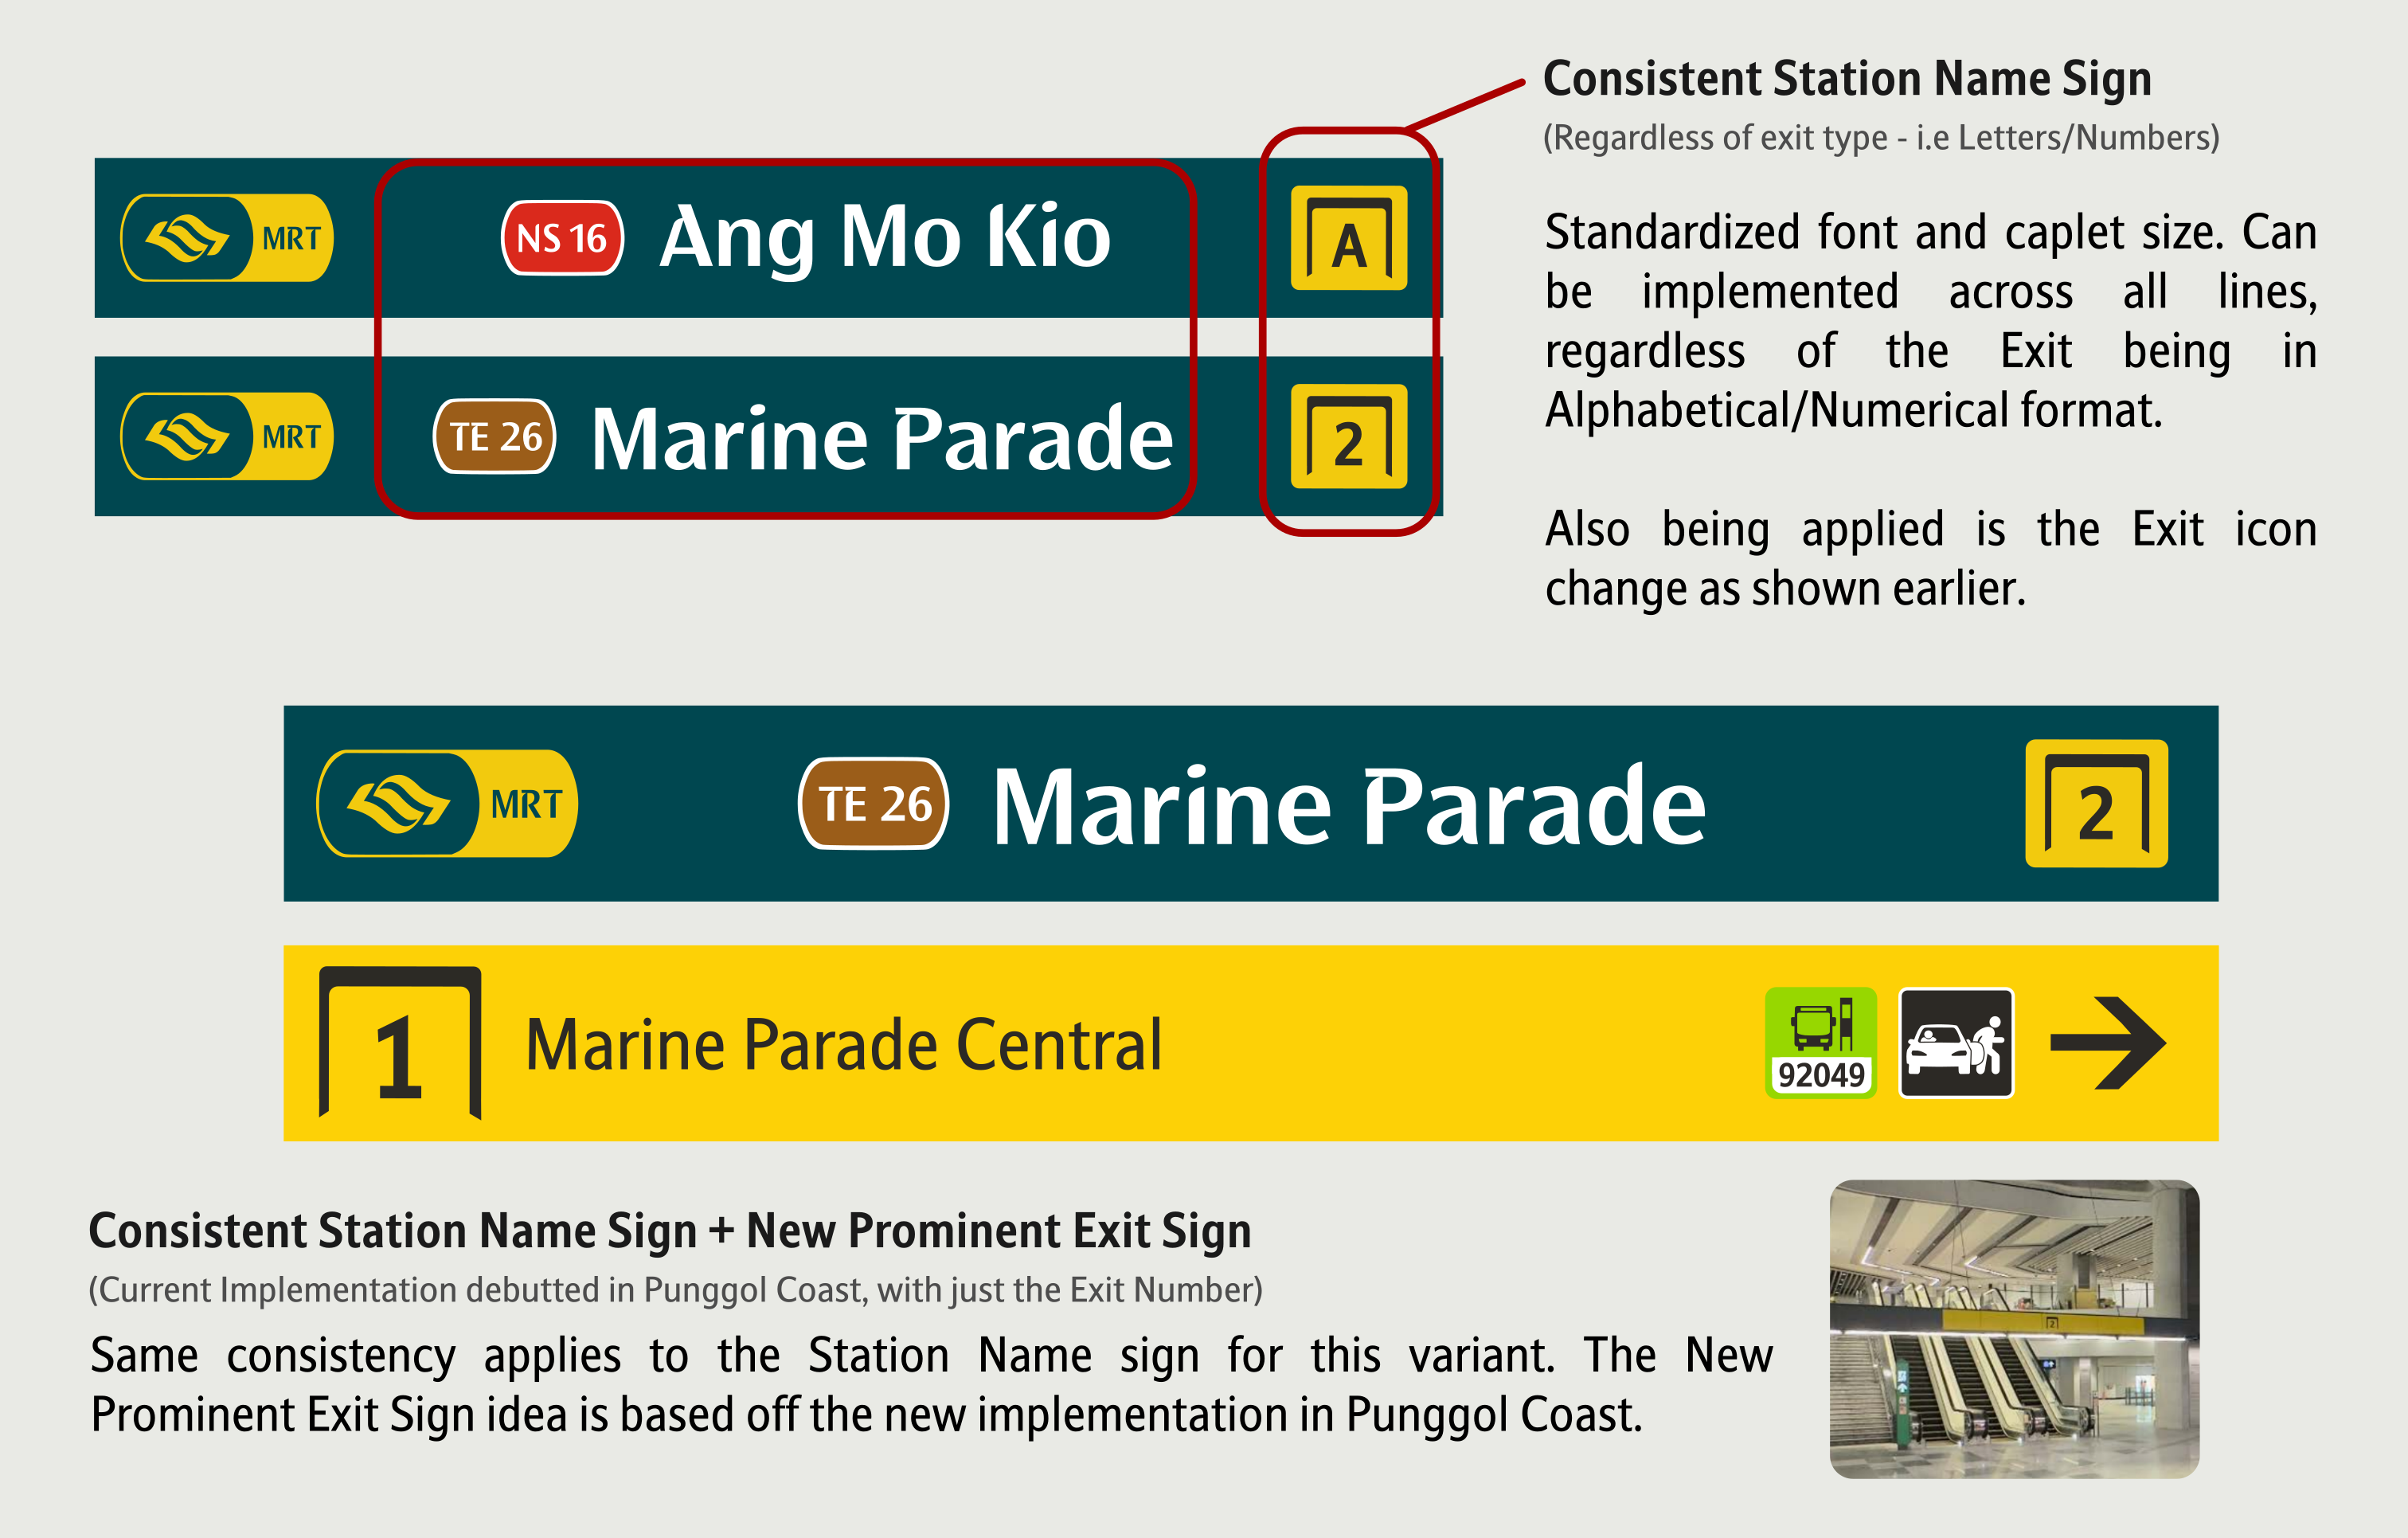 Consistent Station Name Sign
(Regardless of exit type - i.e Letters/Numbers)
MRT NS 16 Ang Mo Kio A
MRT TE 26 Marine Parade 2
Standardized font and caplet size. Can
be implemented across all lines,
regardless of the Exit being in
Alphabetical/Numerical format.
Also being applied is the Exit icon
change as shown earlier.
MRT TE 26 Marine Parade 2
1 Marine Parade Central 92049
Consistent Station Name Sign + New Prominent Exit Sign
(Current Implementation debutted in Punggol Coast, with just the Exit Number)
Same consistency applies to the Station Name sign for this variant. The New
Prominent Exit Sign idea is based off the new implementation in Punggol Coast.
2